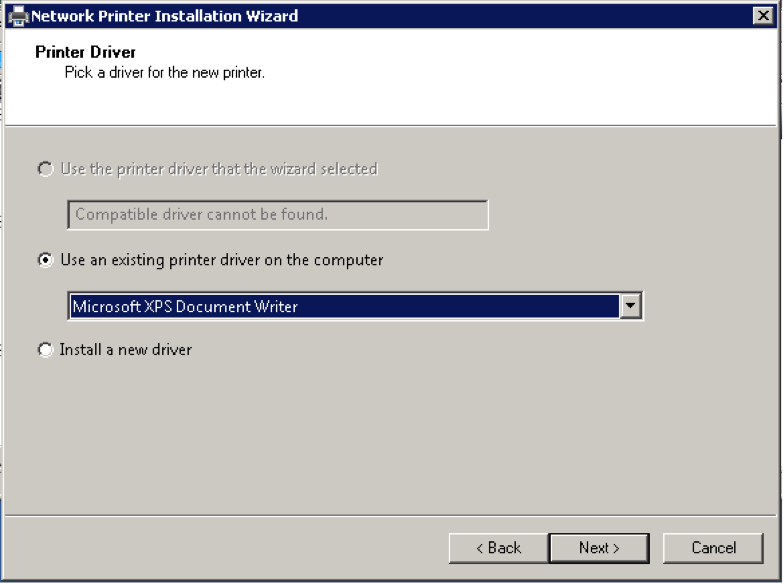 Network Printer Installation Wizard
Printer Driver
Pick a driver for the new printer.
Use the printer driver that the wizard selected
Compatible driver cannot be found.
Use an existing printer driver on the computer
Microsoft XPS Document Writer
Install a new driver
< Back Next > Cancel